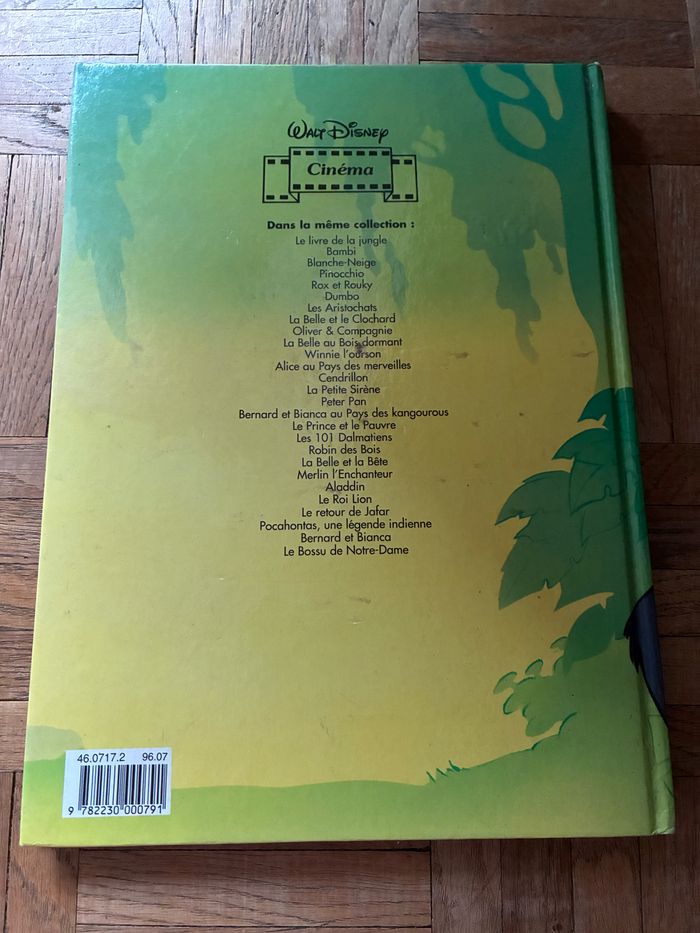 WALT DISNEY
Cinéma
Dans la même collection :
Le livre de la jungle
Bambi
Blanche-Neige
Pinocchio
Rox et Rouky
Dumbo
Les Aristochats
La Belle et le Clochard
Oliver & Compagnie
La Belle au Bois dormant
Winnie l'ourson
Alice au Pays des merveilles
Cendrillon
La Petite Sirène
Peter Pan
Bernard et Bianca au Pays des kangourous
Le Prince et le Pauvre
Les 101 Dalmatiens
Robin des Bois
La Belle et la Bête
Merlin l'Enchanteur
Aladdin
Le Roi Lion
Le retour de Jafar
Pocahontas, une légende indienne
Bernard et Bianca
Le Bossu de Notre-Dame
46.0717.2 96.07
9 782230 000791